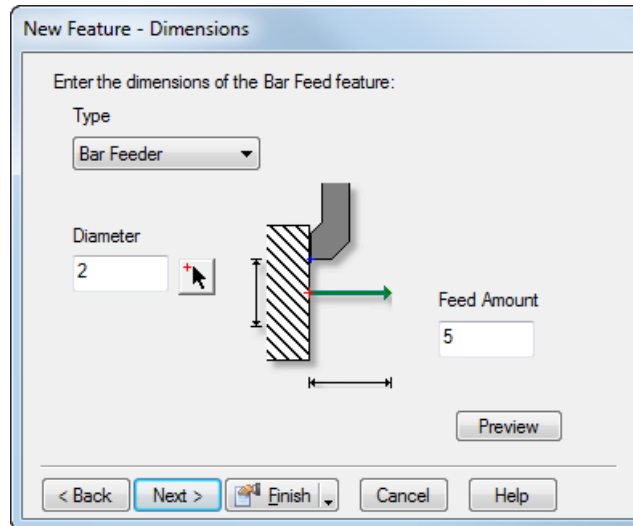 New Feature - Dimensions
Enter the dimensions of the Bar Feed feature:
Type
Bar Feeder
Diameter
2
Feed Amount
5
Preview
< Back Next > Finish Cancel Help